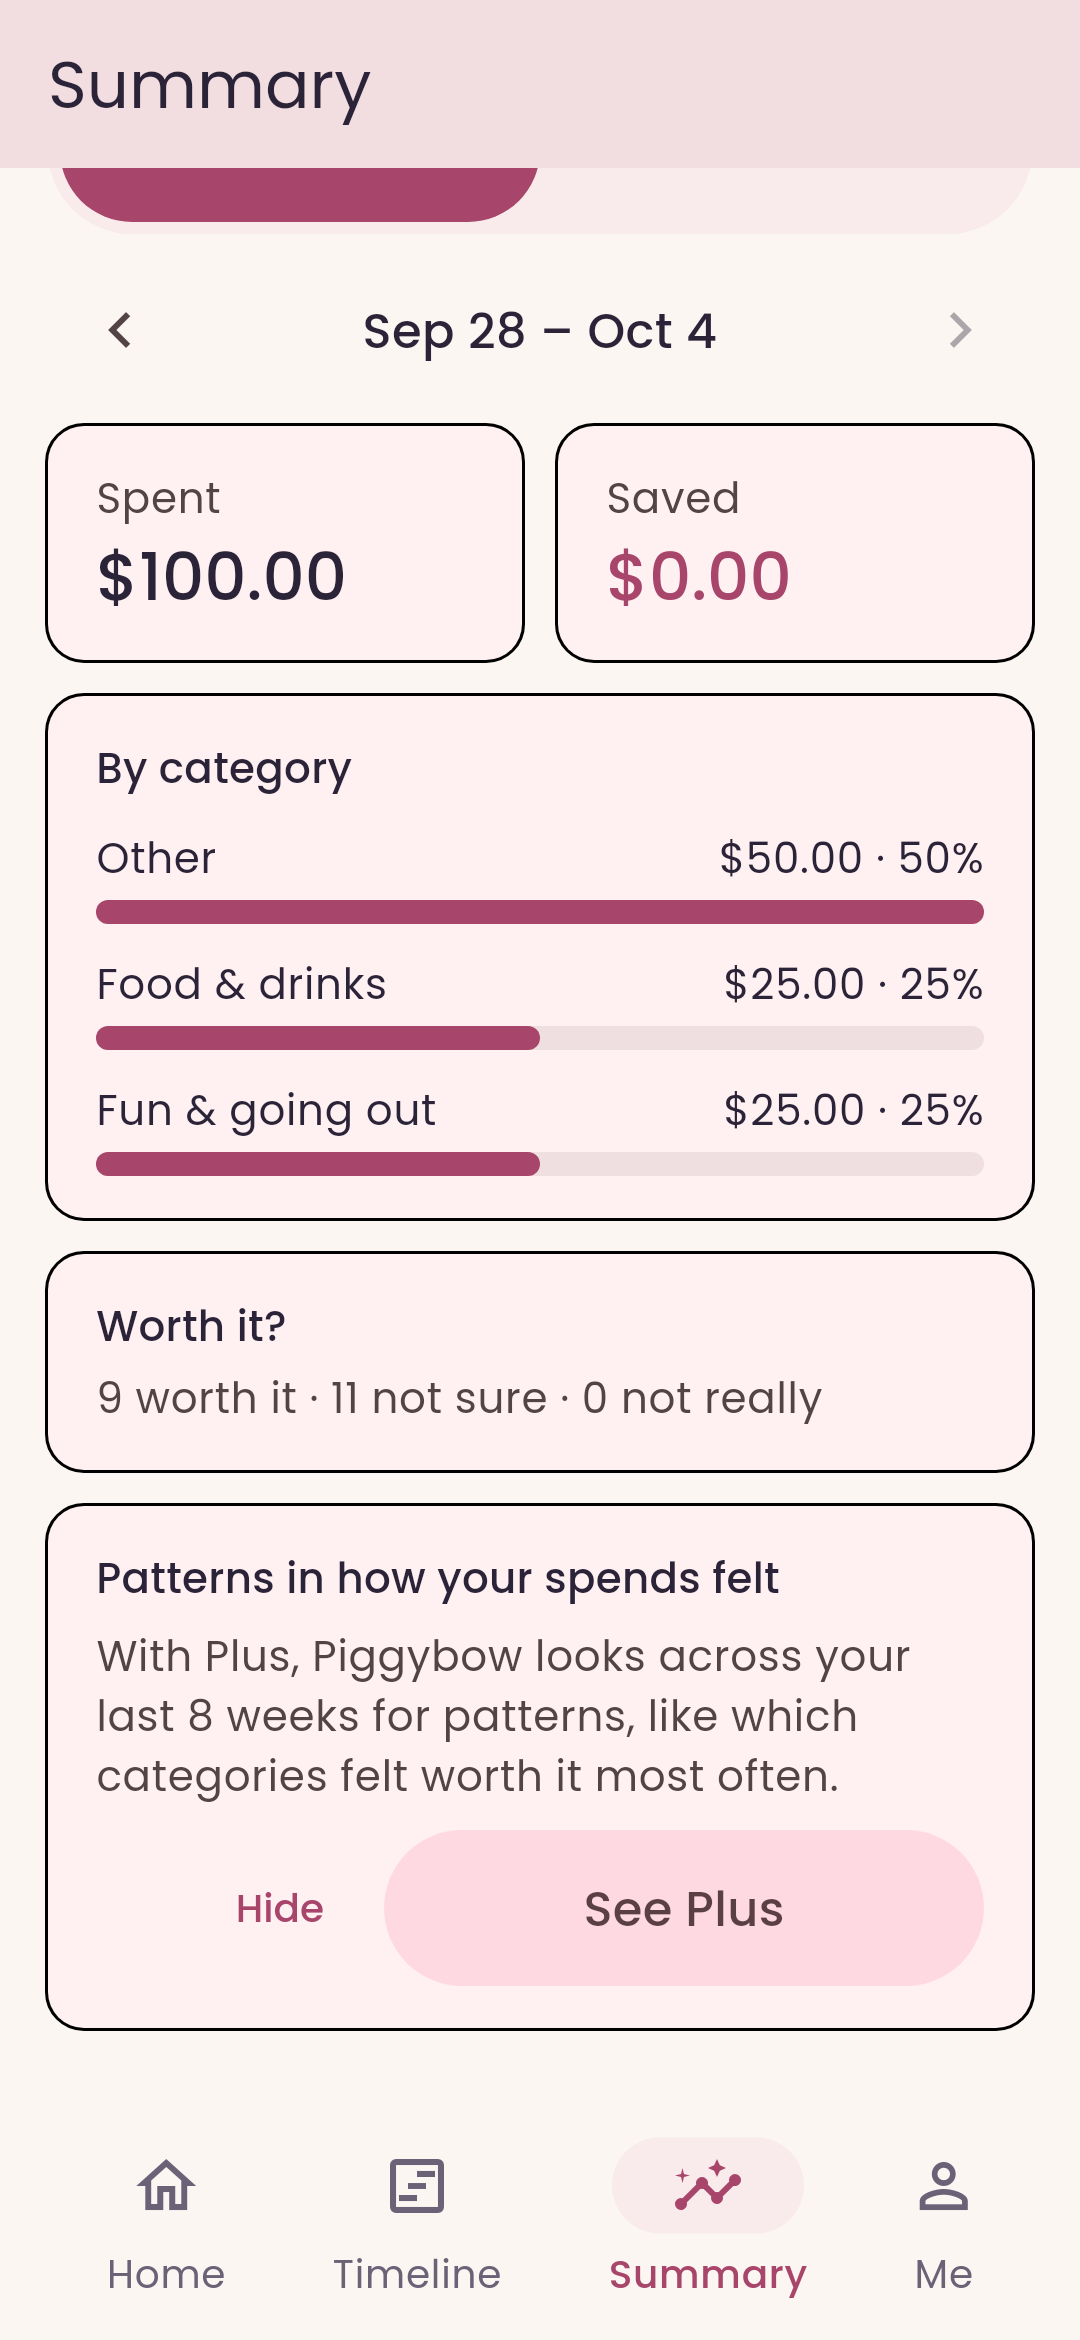 Summary
Sep 28 – Oct 4
Spent
$100.00
Saved
$0.00
By category
Other $50.00 · 50%
Food & drinks $25.00 · 25%
Fun & going out $25.00 · 25%
Worth it?
9 worth it · 11 not sure · 0 not really
Patterns in how your spends felt
With Plus, Piggybow looks across your
last 8 weeks for patterns, like which
categories felt worth it most often.
Hide See Plus
Home Timeline Summary Me